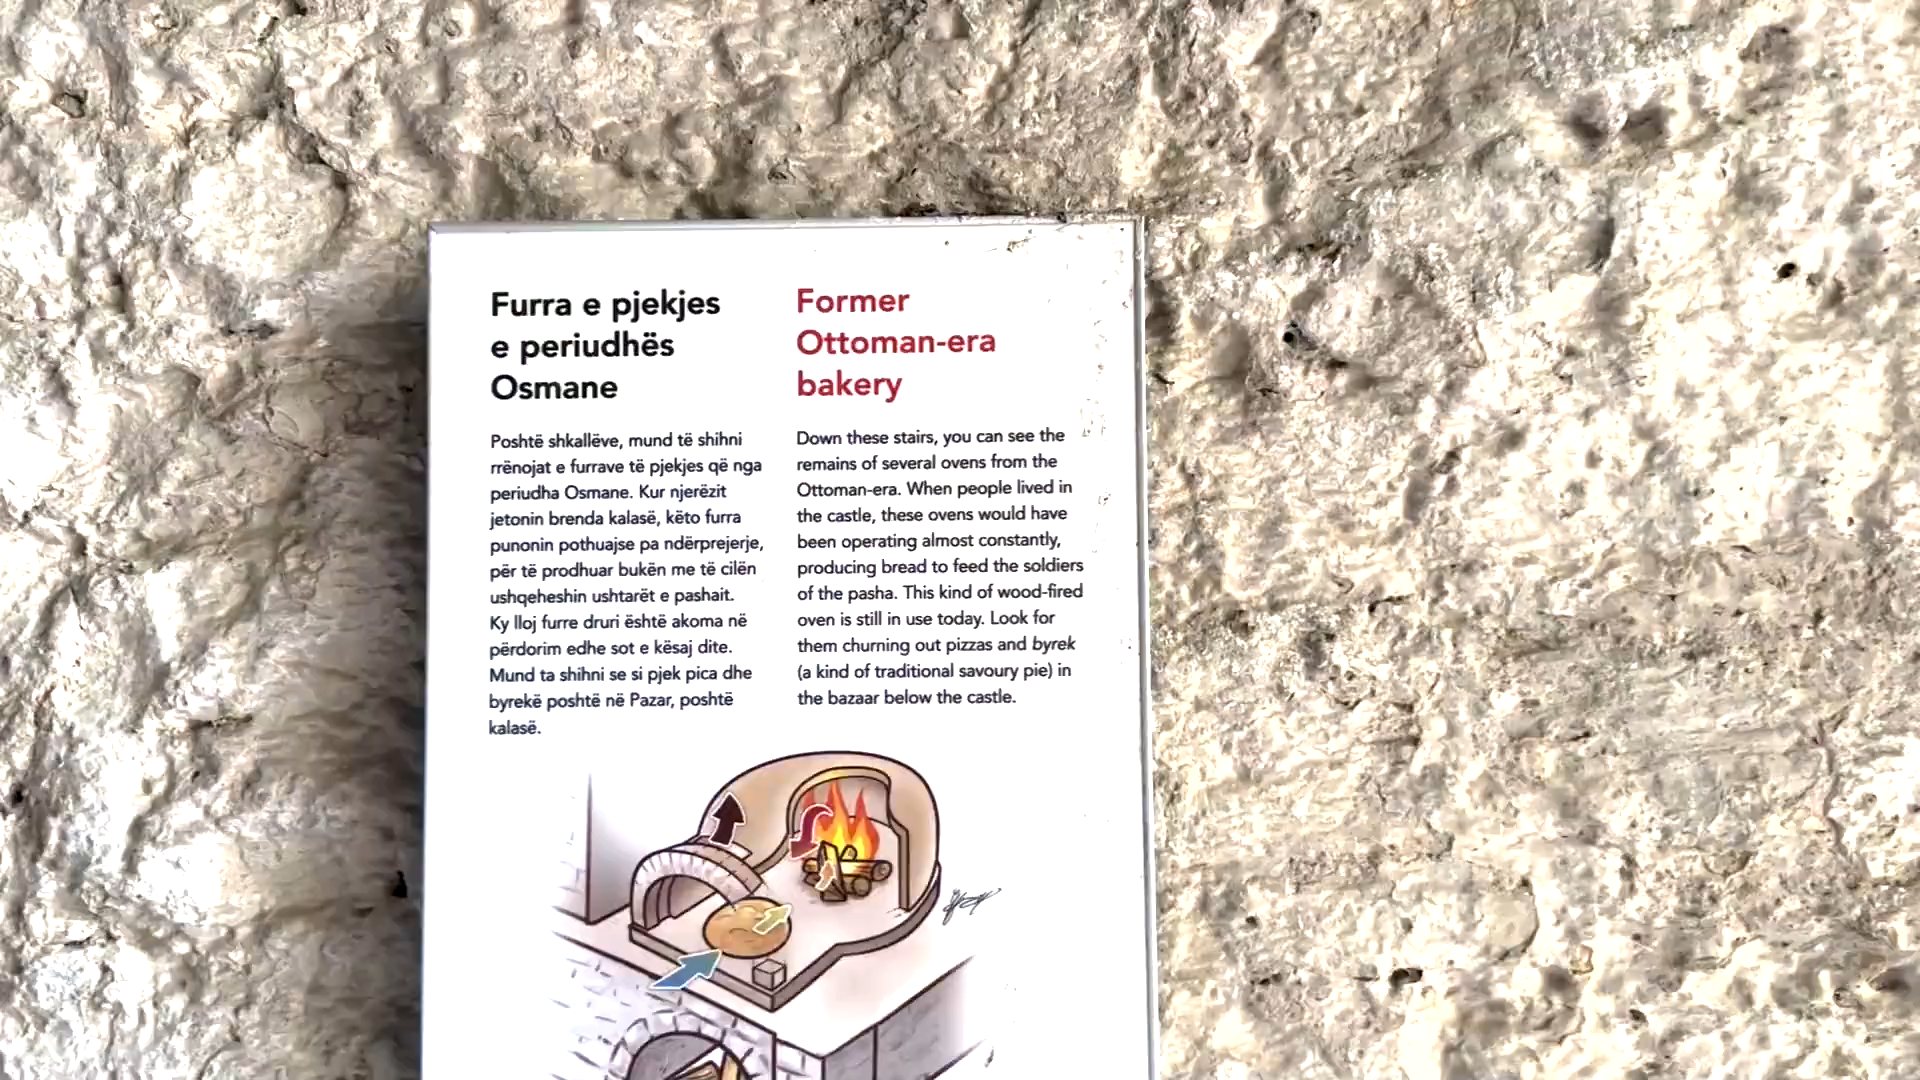 Furra e pjekjes
e periudhës
Osmane
Poshtë shkallëve, mund të shihni
rrënojat e furrave të pjekjes që nga
periudha Osmane. Kur njerëzit
jetonin brenda kalasë, këto furra
punonin pothuajse pa ndërprejerje,
për të prodhuar bukën me të cilën
ushqeheshin ushtarët e pashait.
Ky lloj furre druri është akoma në
përdorim edhe sot e kësaj dite.
Mund ta shihni se si pjek pica dhe
byrekë poshtë në Pazar, poshtë
kalasë.
Former
Ottoman-era
bakery
Down these stairs, you can see the
remains of several ovens from the
Ottoman-era. When people lived in
the castle, these ovens would have
been operating almost constantly,
producing bread to feed the soldiers
of the pasha. This kind of wood-fired
oven is still in use today. Look for
them churning out pizzas and byrek
(a kind of traditional savoury pie) in
the bazaar below the castle.